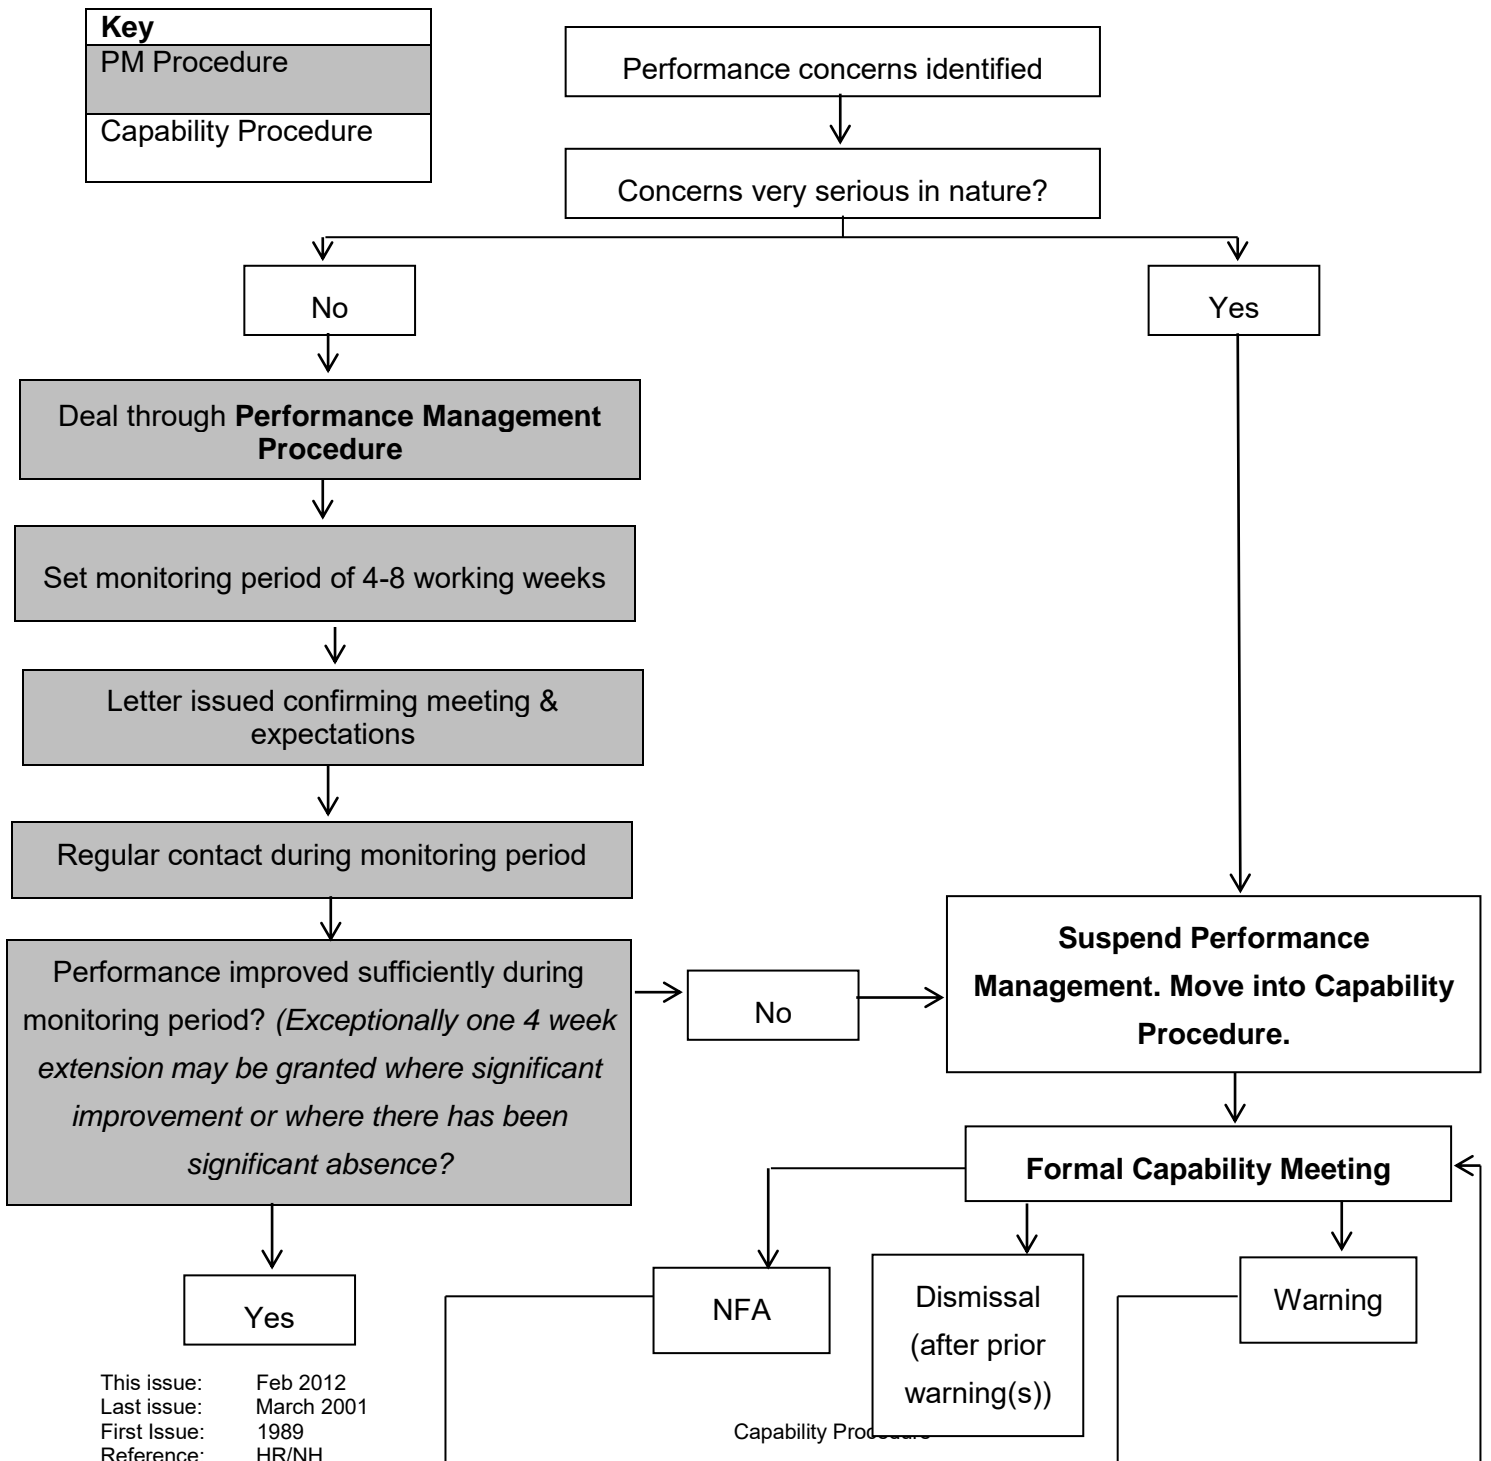 Key
PM Procedure
Capability Procedure
Performance concerns identified
Concerns very serious in nature?
No
Yes
Deal through Performance Management
Procedure
Set monitoring period of 4-8 working weeks
Letter issued confirming meeting &
expectations
Regular contact during monitoring period
Performance improved sufficiently during
monitoring period? (Exceptionally one 4 week
extension may be granted where significant
improvement or where there has been
significant absence?
No
Suspend Performance
Management. Move into Capability
Procedure.
Formal Capability Meeting
Yes
NFA
Dismissal
(after prior
warning(s))
Warning
This issue: Feb 2012
Last issue: March 2001
First Issue: 1989
Reference: HR/NH
Capability Procedure